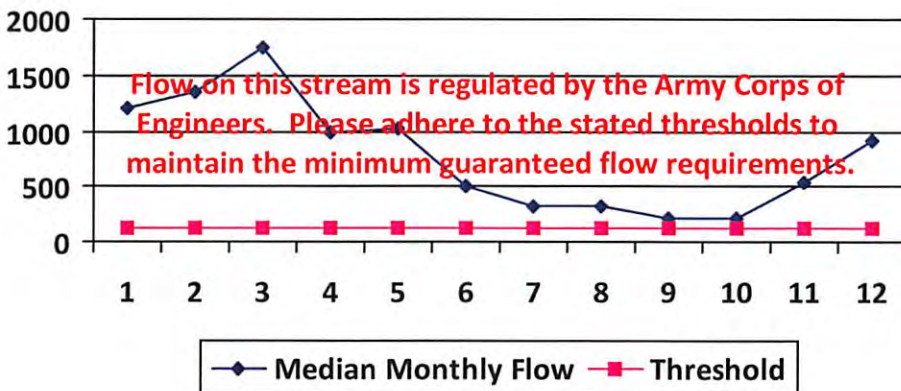 2000
1500
1000
500
0
Flow on this stream is regulated by the Army Corps of
Engineers. Please adhere to the stated thresholds to
maintain the minimum guaranteed flow requirements.
1 2 3 4 5 6 7 8 9 10 11 12
Median Monthly Flow Threshold